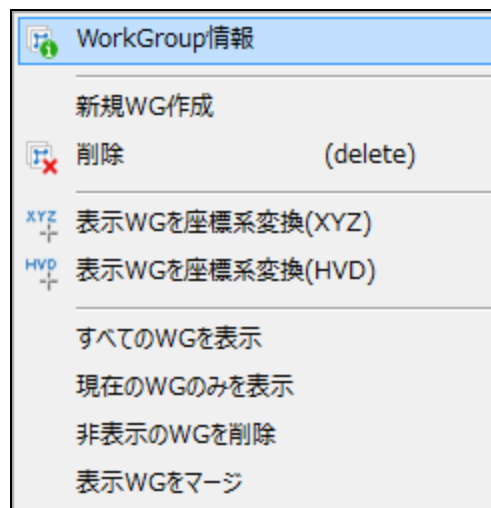 WorkGroup情報
新規WG作成
削除 (delete)
XYZ 表示WGを座標系変換(XYZ)
HVD 表示WGを座標系変換(HVD)
すべてのWGを表示
現在のWGのみを表示
非表示のWGを削除
表示WGをマージ